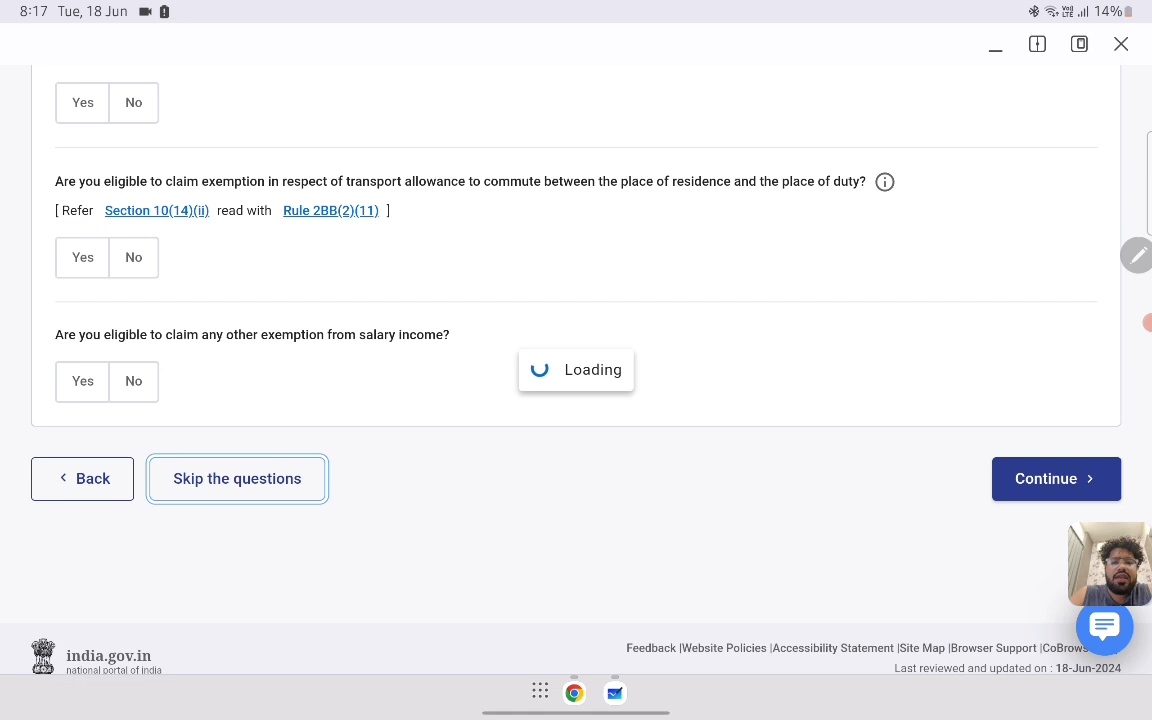 8:17 Tue, 18 Jun
Vo)) LTE 14%
Yes No
Are you eligible to claim exemption in respect of transport allowance to commute between the place of residence and the place of duty?
[ Refer Section 10(14)(ii) read with Rule 2BB(2)(11) ]
Yes No
Are you eligible to claim any other exemption from salary income?
Loading
Yes No
Back Skip the questions Continue
india.gov.in
national portal of india
Feedback |Website Policies |Accessibility Statement |Site Map |Browser Support |CoBrows
Last reviewed and updated on : 18-Jun-2024